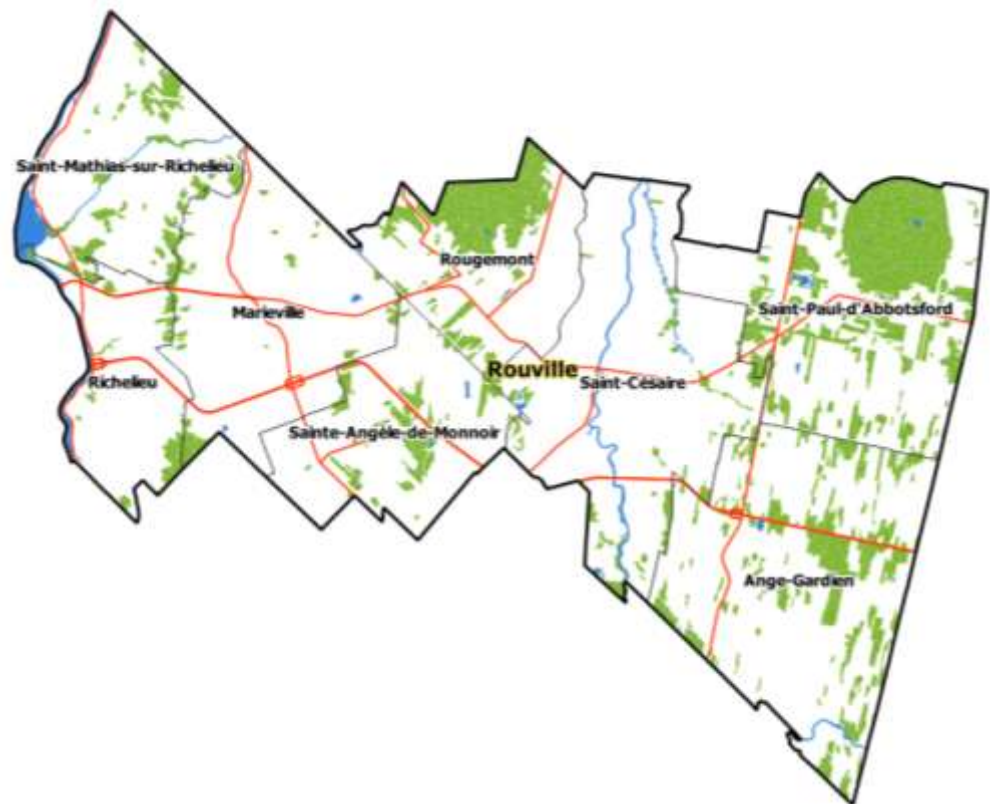 Saint-Mathias-sur-Richelieu
Rougemont
Marieville
Saint-Paul-d'Abbotsford
Rouville
Richelieu
Saint-Césaire
Sainte-Angèle-de-Monnoir
Ange-Gardien